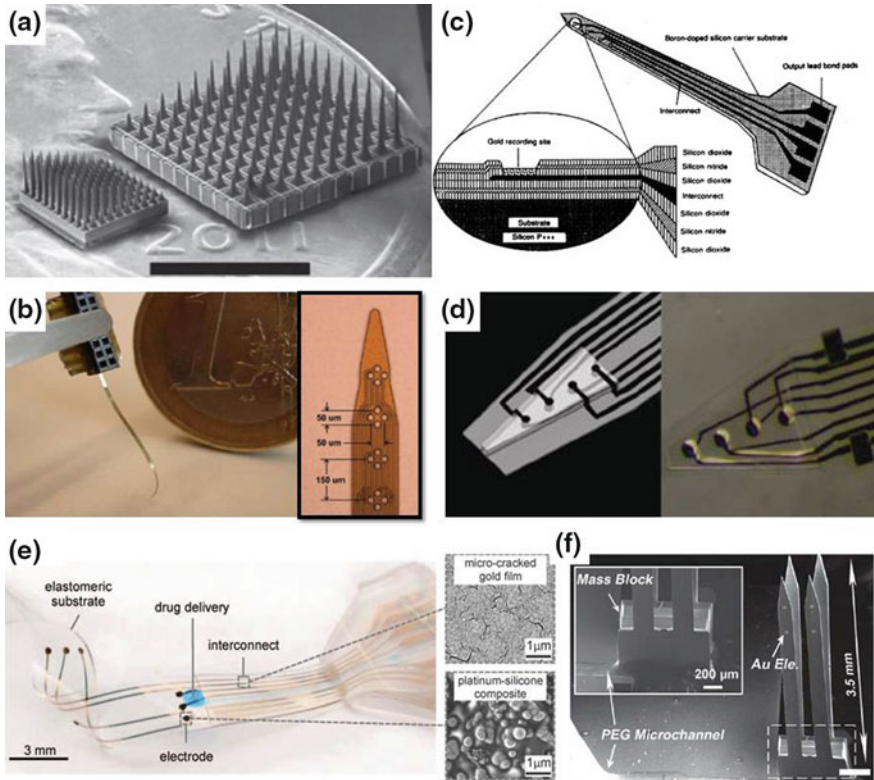 (a)
20
(c)
Boron-doped silicon carrier substrate
Output lead bond pads
Interconnect
Gold recording site
Silicon dioxide
Silicon nitride
Silicon dioxide
Interconnect
Silicon dioxide
Silicon nitride
Silicon dioxide
Substrate
Silicon P+++
(b)
50 um
50 um
150 um
(d)
(e)
elastomeric
substrate
drug delivery
interconnect
electrode
3 mm
micro-cracked
gold film
1μm
platinum-silicone
composite
1μm
(f)
Mass Block
200 μm
Au Ele.
3.5 mm
PEG Microchannel